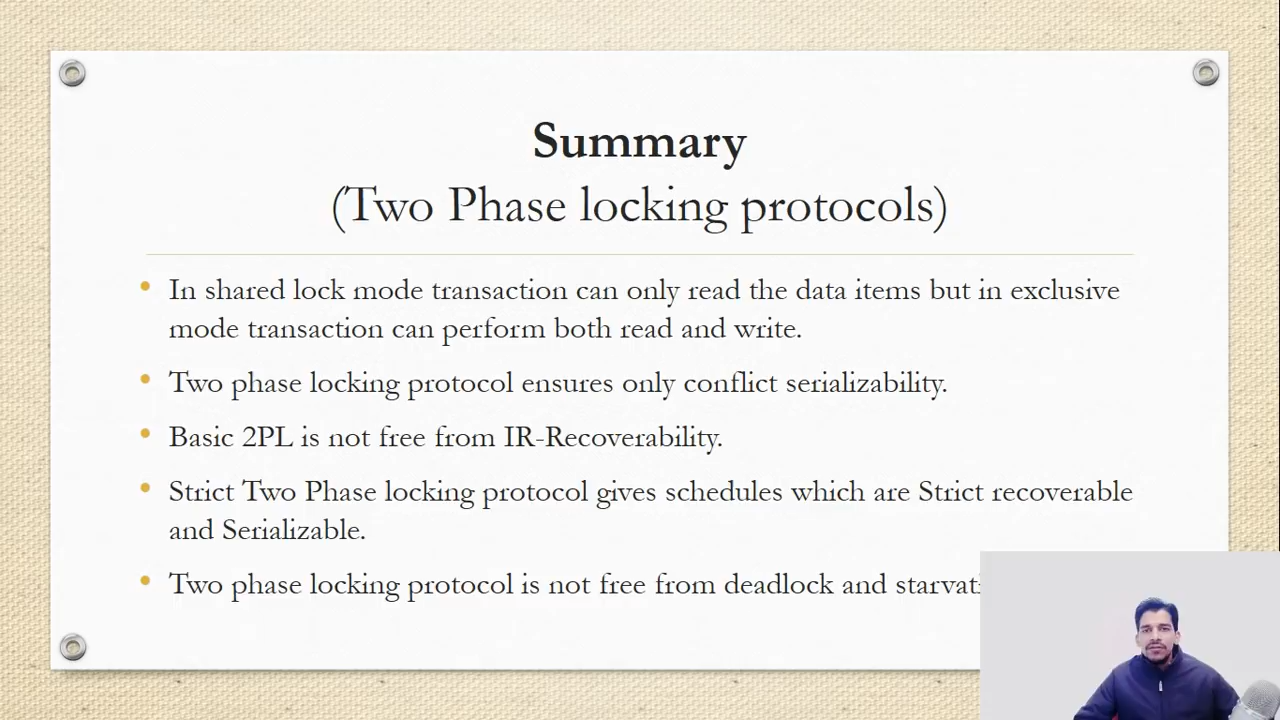 Summary
(Two Phase locking protocols)
In shared lock mode transaction can only read the data items but in exclusive
mode transaction can perform both read and write.
Two phase locking protocol ensures only conflict serializability.
Basic 2PL is not free from IR-Recoverability.
Strict Two Phase locking protocol gives schedules which are Strict recoverable
and Serializable.
Two phase locking protocol is not free from deadlock and